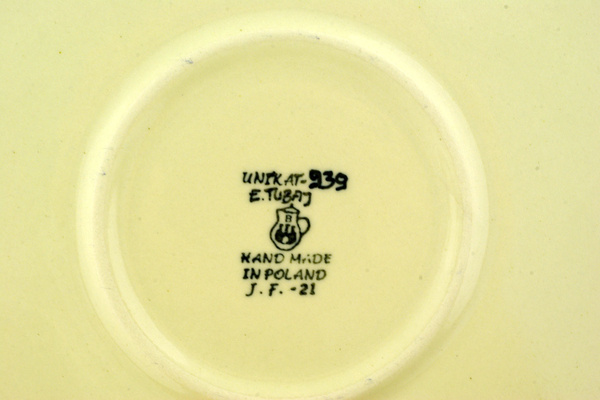 UNIKAT-939
E.TUBAJ
B
HAND MADE
IN POLAND
J.F. -21